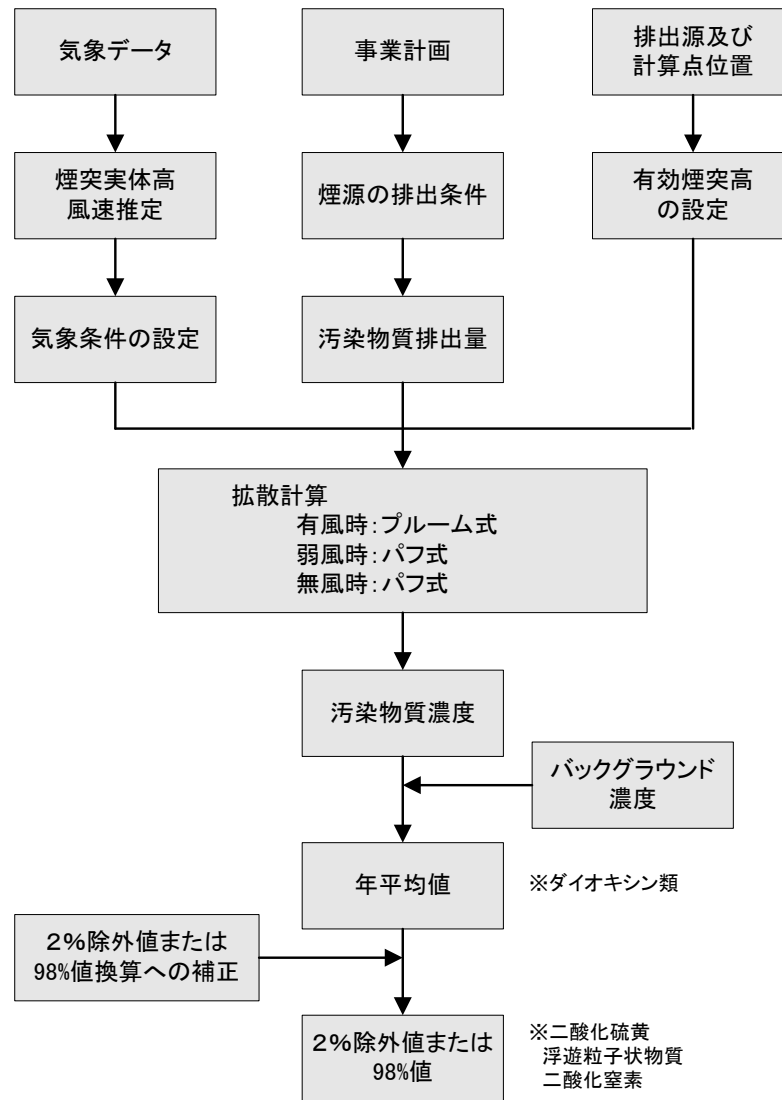 気象データ
事業計画
排出源及び
計算点位置
煙突実体高
風速推定
煙源の排出条件
有効煙突高
の設定
気象条件の設定
汚染物質排出量
拡散計算
有風時：プルーム式
弱風時：パフ式
無風時：パフ式
汚染物質濃度
バックグラウンド
濃度
年平均値
※ダイオキシン類
２％除外値または
98%値換算への補正
２％除外値または
98%値
※二酸化硫黄
浮遊粒子状物質
二酸化窒素